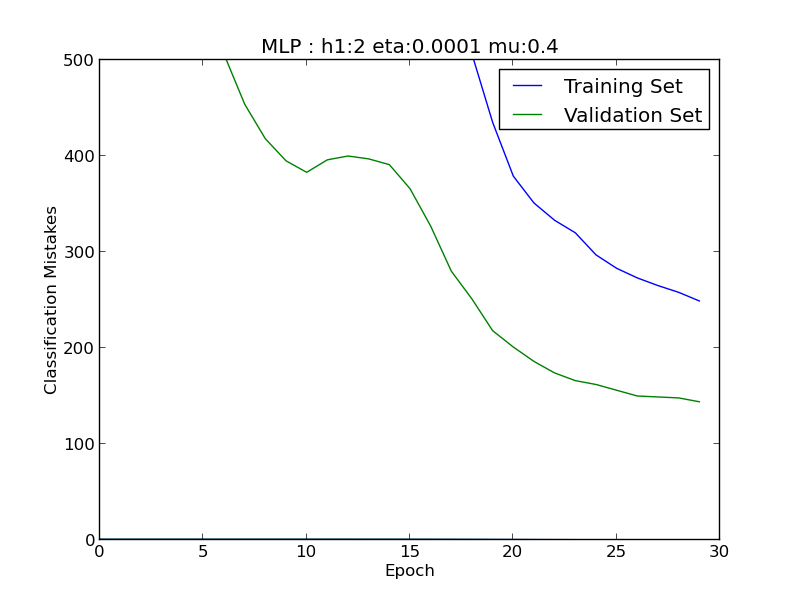 MLP : h1:2 eta:0.0001 mu:0.4
Training Set
Validation Set
500
400
300
200
100
0
Classification Mistakes
0 5 10 15 20 25 30
Epoch